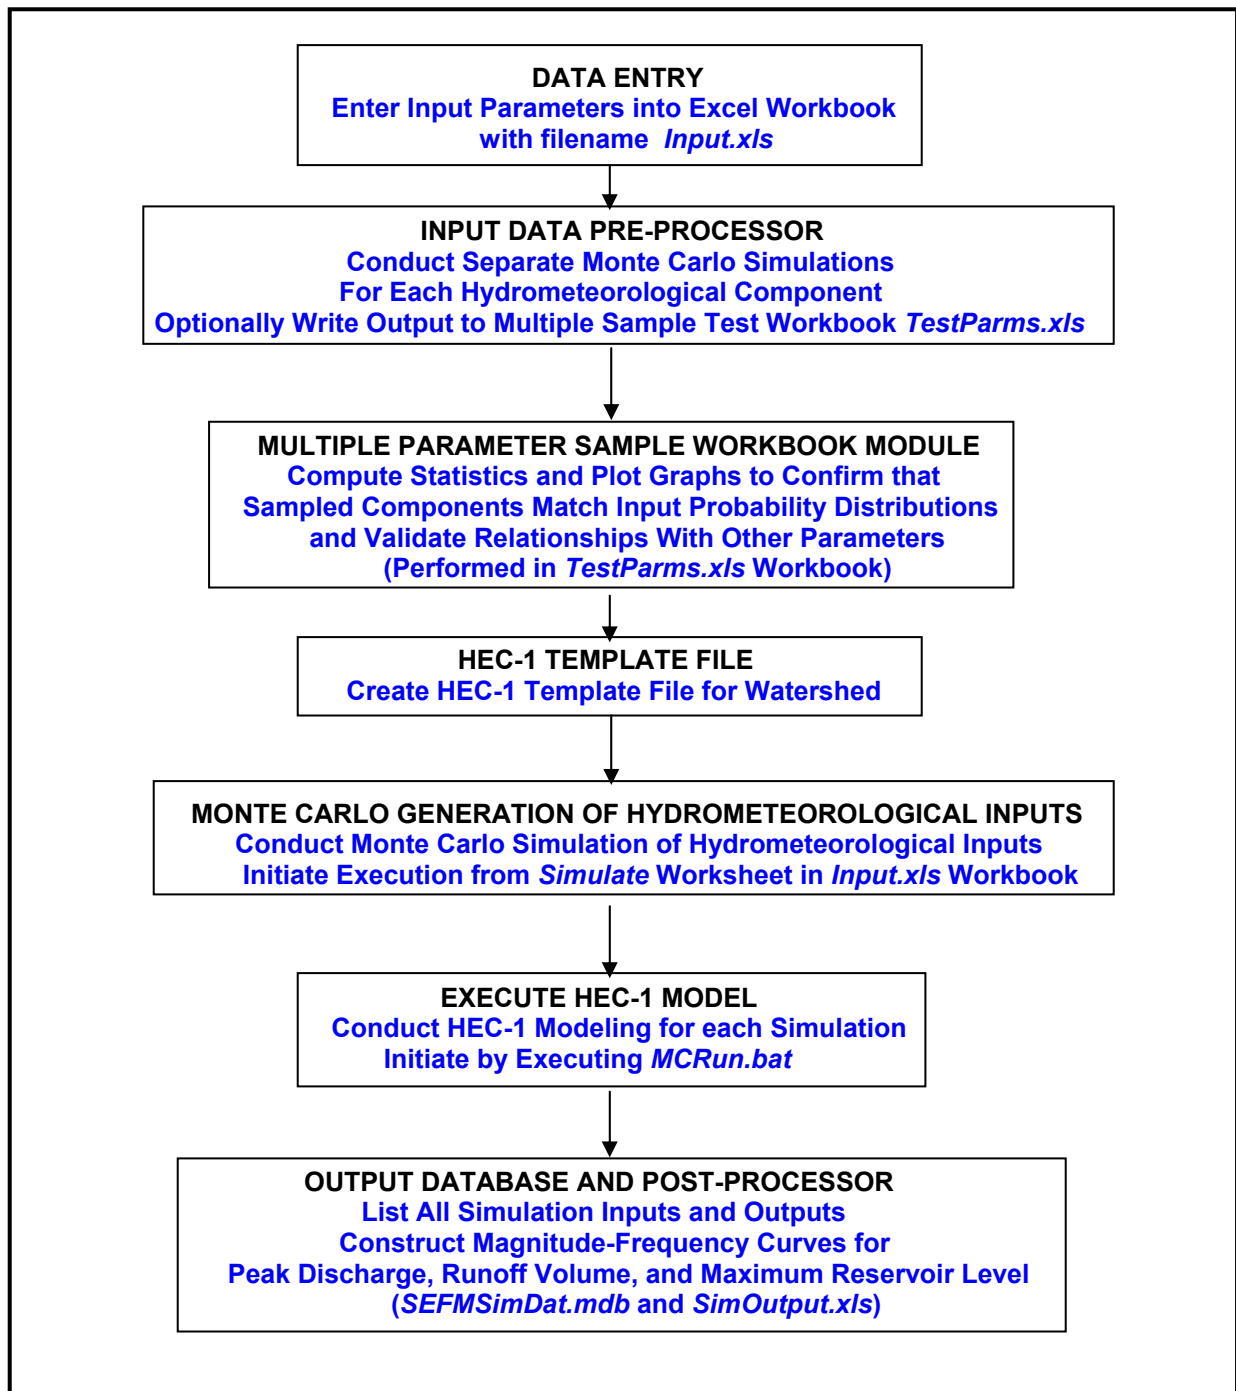 DATA ENTRY
Enter Input Parameters into Excel Workbook
with filename Input.xls
INPUT DATA PRE-PROCESSOR
Conduct Separate Monte Carlo Simulations
For Each Hydrometeorological Component
Optionally Write Output to Multiple Sample Test Workbook TestParms.xls
MULTIPLE PARAMETER SAMPLE WORKBOOK MODULE
Compute Statistics and Plot Graphs to Confirm that
Sampled Components Match Input Probability Distributions
and Validate Relationships With Other Parameters
(Performed in TestParms.xls Workbook)
HEC-1 TEMPLATE FILE
Create HEC-1 Template File for Watershed
MONTE CARLO GENERATION OF HYDROMETEOROLOGICAL INPUTS
Conduct Monte Carlo Simulation of Hydrometeorological Inputs
Initiate Execution from Simulate Worksheet in Input.xls Workbook
EXECUTE HEC-1 MODEL
Conduct HEC-1 Modeling for each Simulation
Initiate by Executing MCRun.bat
OUTPUT DATABASE AND POST-PROCESSOR
List All Simulation Inputs and Outputs
Construct Magnitude-Frequency Curves for
Peak Discharge, Runoff Volume, and Maximum Reservoir Level
(SEFMSimDat.mdb and SimOutput.xls)